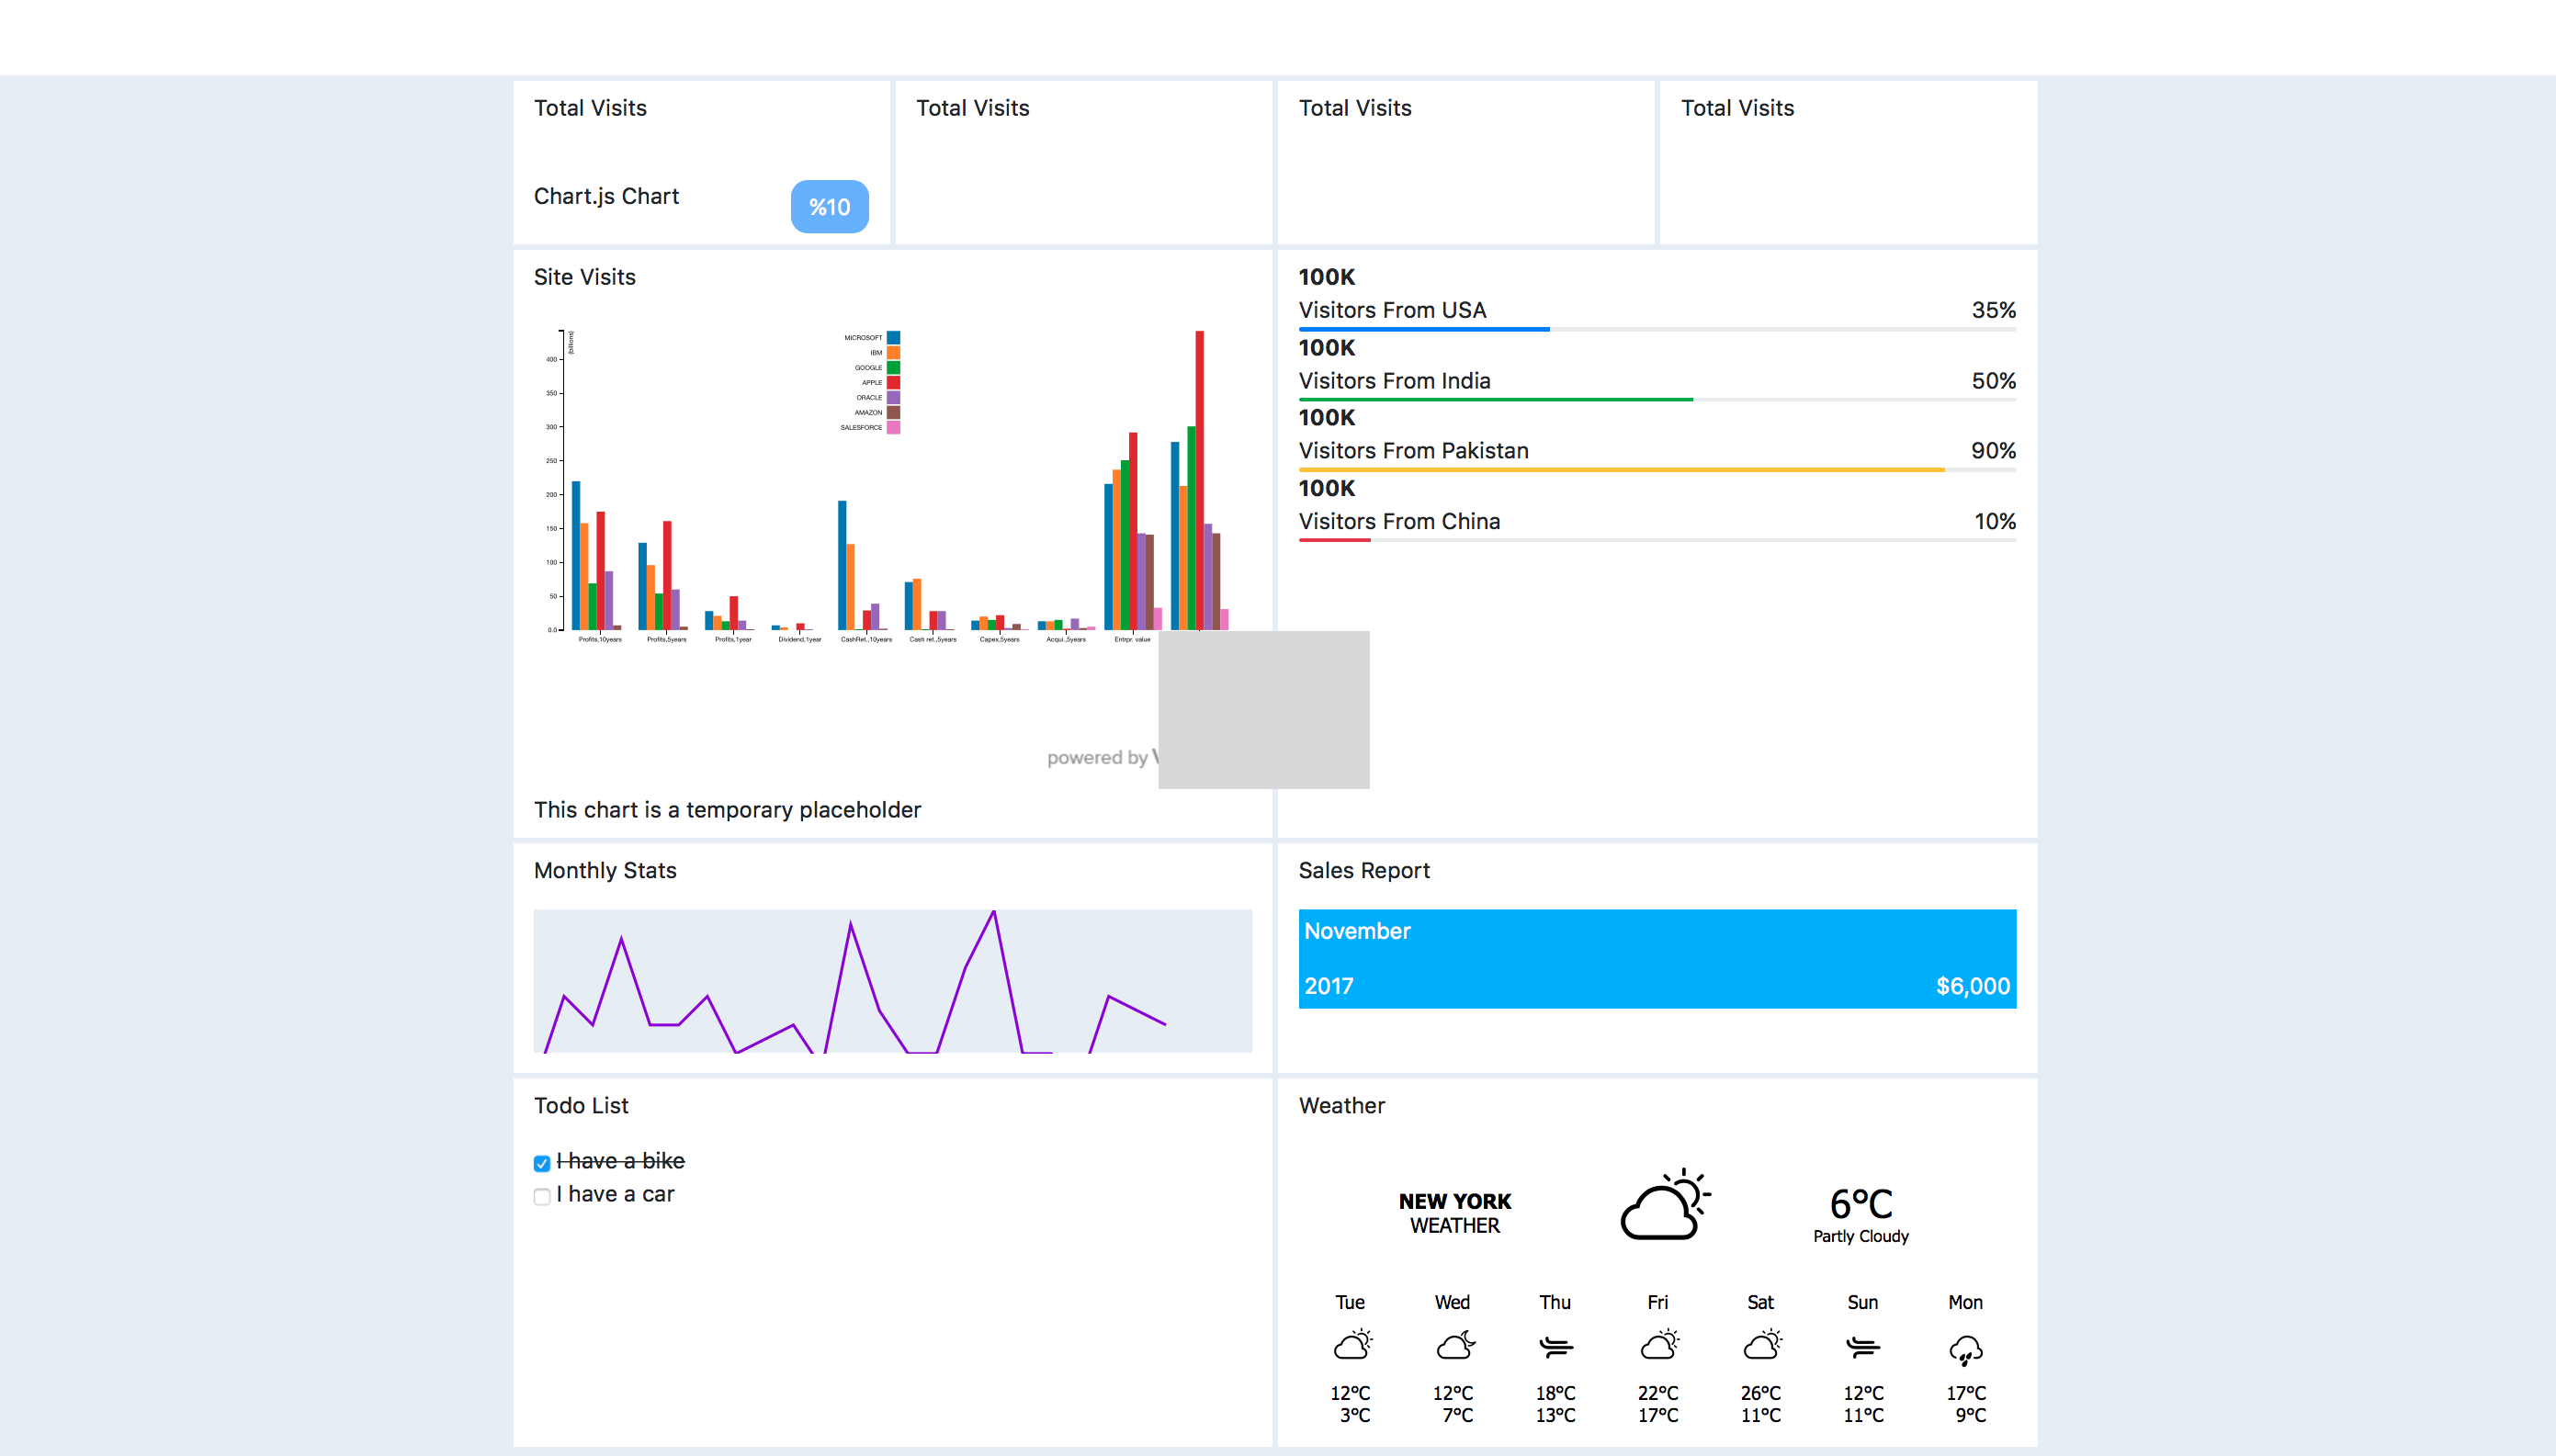 Total Visits
Chart.js Chart
%10
Total Visits
Total Visits
Total Visits
Site Visits
(billions)
400
350
300
250
200
150
100
50
0.0
MICROSOFT
IBM
GOOGLE
APPLE
ORACLE
AMAZON
SALESFORCE
Profits,10years
Profits,5years
Profits,1year
Dividend,1year
CashRet.,10years
Cash ret.,5years
Capex,5years
Acqui.,5years
Entrpr. value
powered by
This chart is a temporary placeholder
100K
Visitors From USA 35%
100K
Visitors From India 50%
100K
Visitors From Pakistan 90%
100K
Visitors From China 10%
Monthly Stats
Sales Report
November
2017 $6,000
Todo List
I have a bike
I have a car
Weather
NEW YORK
WEATHER
6°C
Partly Cloudy
Tue Wed Thu Fri Sat Sun Mon
12°C 12°C 18°C 22°C 26°C 12°C 17°C
3°C 7°C 13°C 17°C 11°C 11°C 9°C